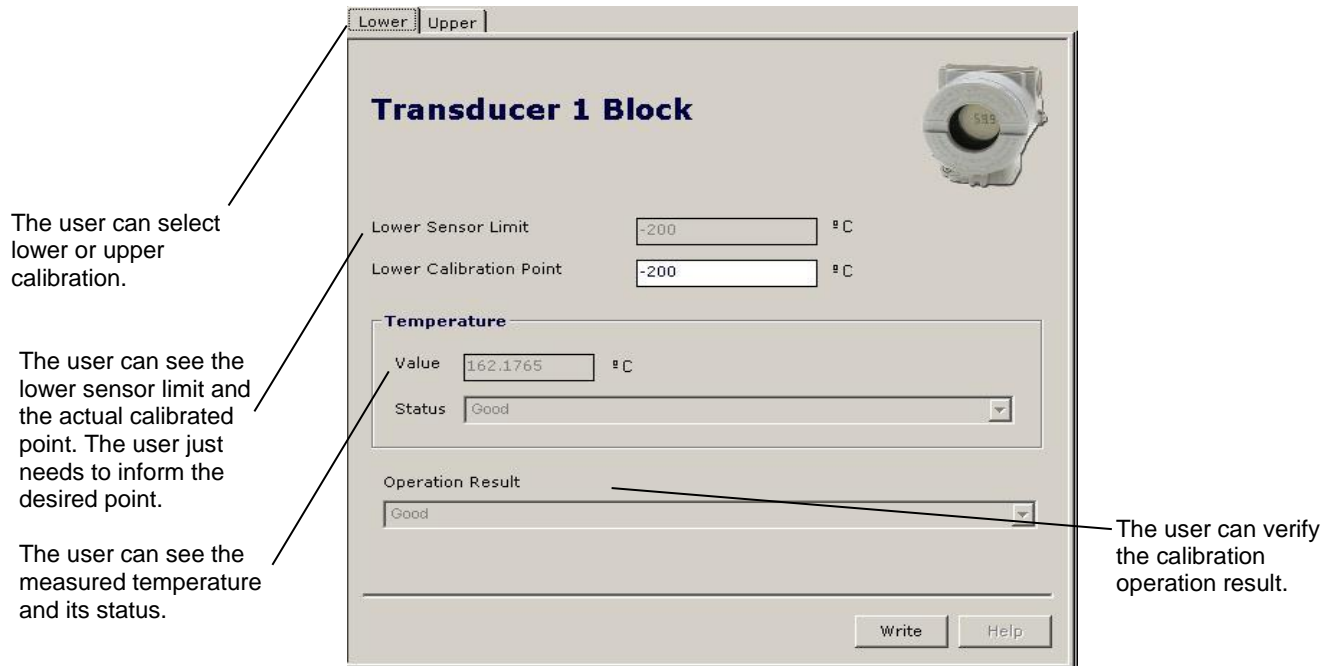 Lower Upper
Transducer 1 Block
The user can select
lower or upper
calibration.
Lower Sensor Limit -200 ºC
Lower Calibration Point -200 ºC
Temperature
Value 162.1765 ºC
Status Good
The user can see the
lower sensor limit and
the actual calibrated
point. The user just
needs to inform the
desired point.
Operation Result
Good
The user can see the
measured temperature
and its status.
The user can verify
the calibration
operation result.
Write Help